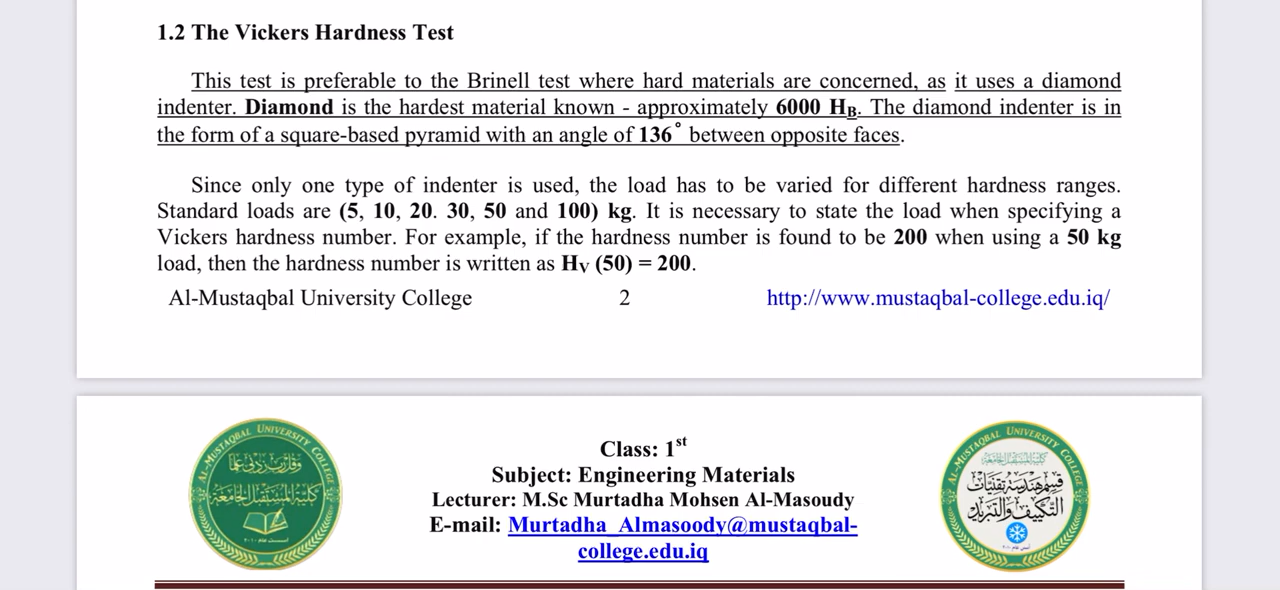 1.2 The Vickers Hardness Test
This test is preferable to the Brinell test where hard materials are concerned, as it uses a diamond
indenter. Diamond is the hardest material known - approximately 6000 HB. The diamond indenter is in
the form of a square-based pyramid with an angle of 136° between opposite faces.
Since only one type of indenter is used, the load has to be varied for different hardness ranges.
Standard loads are (5, 10, 20. 30, 50 and 100) kg. It is necessary to state the load when specifying a
Vickers hardness number. For example, if the hardness number is found to be 200 when using a 50 kg
load, then the hardness number is written as HV (50) = 200.
Al-Mustaqbal University College 2 http://www.mustaqbal-college.edu.iq/
AL-MUSTAQBAL UNIVERSITY COLLEGE
وقل رب زدني علما
كلية المستقبل الجامعة
Class: 1st
Subject: Engineering Materials
Lecturer: M.Sc Murtadha Mohsen Al-Masoudy
E-mail: Murtadha_Almasoody@mustaqbal-
college.edu.iq
AL-MUSTAQBAL UNIVERSITY COLLEGE
كلية المستقبل الجامعة
قسم هندسة تقنيات
التكييف والتبريد